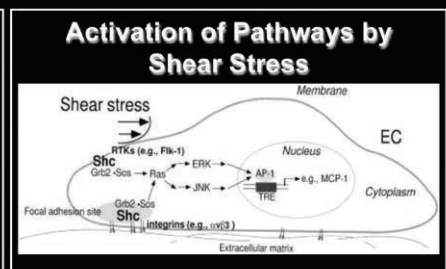 Activation of Pathways by
Shear Stress
Membrane
Shear stress
EC
RTKs (e.g., Flk-1)
Nucleus
Shc
ERK
Grb2 •Sos
Ras
AP-1
e.g., MCP-1
JNK
TRE
Cytoplasm
Grb2 •Sos
Focal adhesion site
Shc
integrins (e.g., αvβ3 )
Extracellular matrix